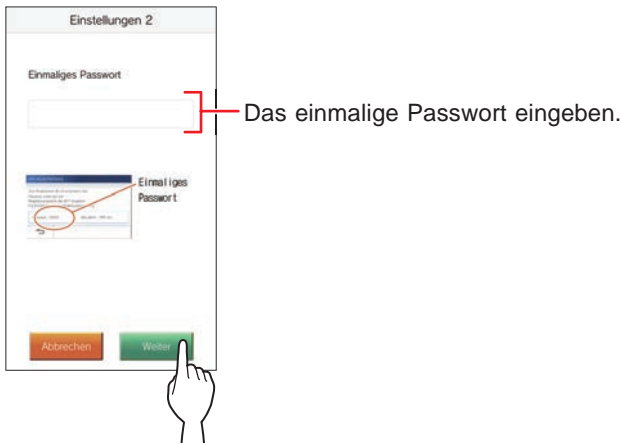 Einstellungen 2
Einmaliges Passwort
Das einmalige Passwort eingeben.
Einmaliges
Passwort
Abbrechen
Weiter